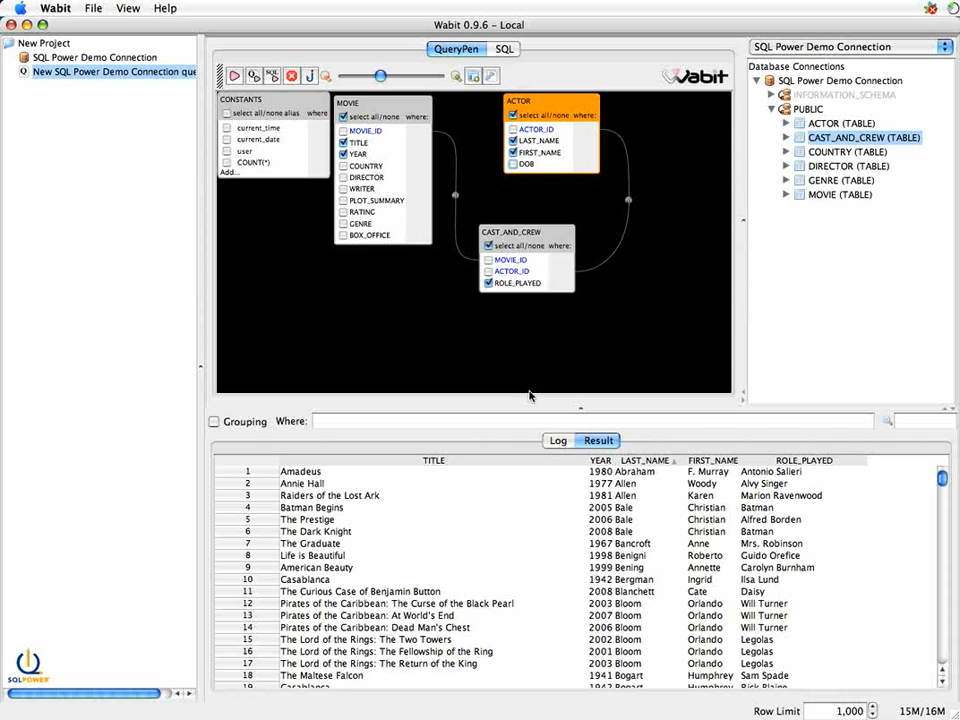 Wabit File View Help
Wabit 0.9.6 - Local
New Project
SQL Power Demo Connection
New SQL Power Demo Connection que
QueryPen SQL
Wabit
CONSTANTS
select all/none alias where
current_time
current_date
user
COUNT(*)
Add...
MOVIE
select all/none where:
MOVIE_ID
TITLE
YEAR
COUNTRY
DIRECTOR
WRITER
PLOT_SUMMARY
RATING
GENRE
BOX_OFFICE
ACTOR
select all/none where:
ACTOR_ID
LAST_NAME
FIRST_NAME
DOB
CAST_AND_CREW
select all/none where:
MOVIE_ID
ACTOR_ID
ROLE_PLAYED
SQL Power Demo Connection
Database Connections
SQL Power Demo Connection
INFORMATION_SCHEMA
PUBLIC
ACTOR (TABLE)
CAST_AND_CREW (TABLE)
COUNTRY (TABLE)
DIRECTOR (TABLE)
GENRE (TABLE)
MOVIE (TABLE)
Grouping Where:
Log Result
TITLE YEAR LAST_NAME FIRST_NAME ROLE_PLAYED
1 Amadeus 1980 Abraham F. Murray Antonio Salieri
2 Annie Hall 1977 Allen Woody Alvy Singer
3 Raiders of the Lost Ark 1981 Allen Karen Marion Ravenwood
4 Batman Begins 2005 Bale Christian Batman
5 The Prestige 2006 Bale Christian Alfred Borden
6 The Dark Knight 2008 Bale Christian Batman
7 The Graduate 1967 Bancroft Anne Mrs. Robinson
8 Life is Beautiful 1998 Benigni Roberto Guido Orefice
9 American Beauty 1999 Bening Annette Carolyn Burnham
10 Casablanca 1942 Bergman Ingrid Ilsa Lund
11 The Curious Case of Benjamin Button 2008 Blanchett Cate Daisy
12 Pirates of the Caribbean: The Curse of the Black Pearl 2003 Bloom Orlando Will Turner
13 Pirates of the Caribbean: At World's End 2007 Bloom Orlando Will Turner
14 Pirates of the Caribbean: Dead Man's Chest 2006 Bloom Orlando Will Turner
15 The Lord of the Rings: The Two Towers 2002 Bloom Orlando Legolas
16 The Lord of the Rings: The Fellowship of the Ring 2001 Bloom Orlando Legolas
17 The Lord of the Rings: The Return of the King 2003 Bloom Orlando Legolas
18 The Maltese Falcon 1941 Bogart Humphrey Sam Spade
19 Casablanca 1942 Bogart Humphrey Rick Blaine
SQLPOWER
Row Limit 1,000 15M/16M